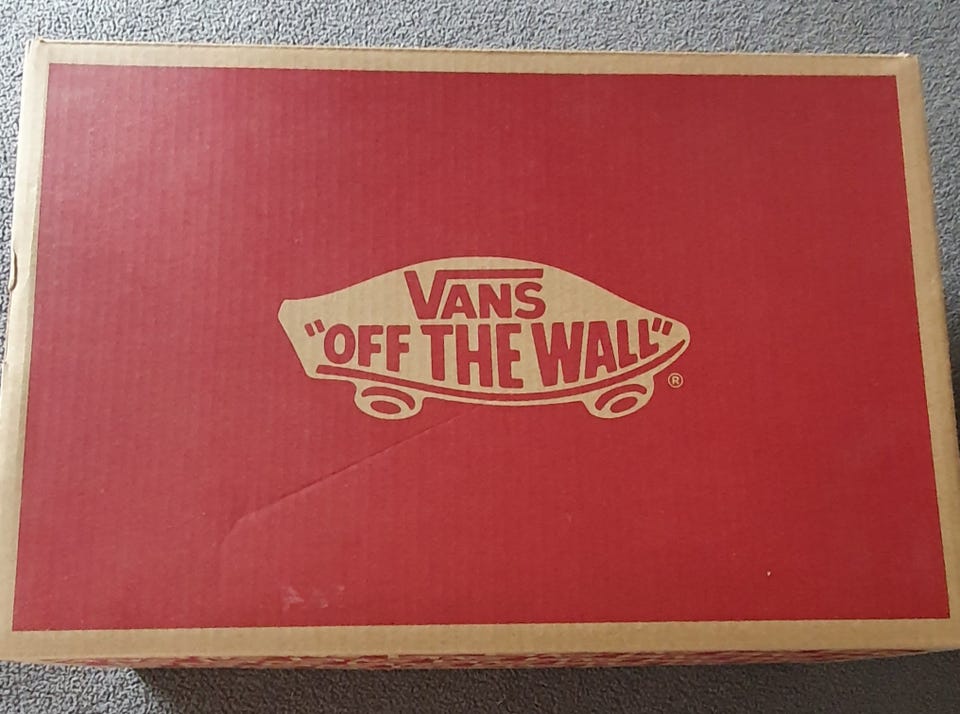 VANS
"OFF THE WALL"
®